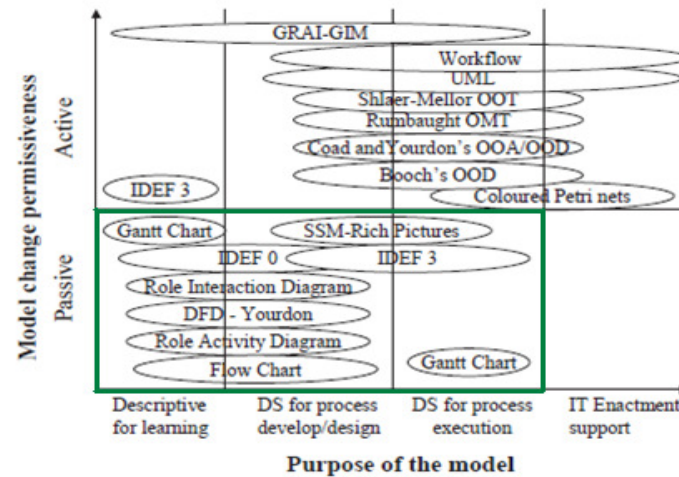 GRAI-GIM
Workflow
UML
Shlaer-Mellor OOT
Rumbaught OMT
Coad andYourdon's OOA/OOD
Booch's OOD
IDEF 3
Coloured Petri nets
Gantt Chart
SSM-Rich Pictures
IDEF 0
IDEF 3
Role Interaction Diagram
DFD - Yourdon
Role Activity Diagram
Gantt Chart
Flow Chart
Model change permissiveness
Active
Passive
Descriptive
for learning
DS for process
develop/design
DS for process
execution
IT Enactment
support
Purpose of the model